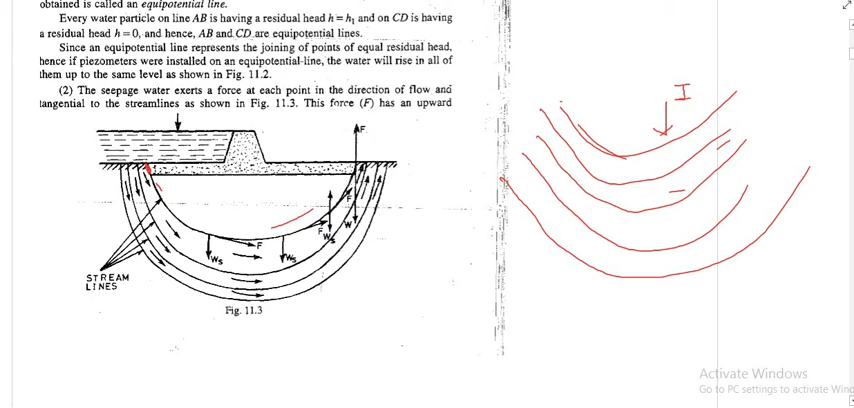 obtained is called an equipotential line.
Every water particle on line AB is having a residual head h = h₁ and on CD is having
a residual head h = 0, and hence, AB and CD are equipotential lines.
Since an equipotential line represents the joining of points of equal residual head,
hence if piezometers were installed on an equipotential-line, the water will rise in all of
them up to the same level as shown in Fig. 11.2.
(2) The seepage water exerts a force at each point in the direction of flow and
tangential to the streamlines as shown in Fig. 11.3. This force (F) has an upward
I
F
F
F
F
W
Ws
Ws
Ws
STREAM
LINES
Fig. 11.3
Activate Windows
Go to PC settings to activate Wind